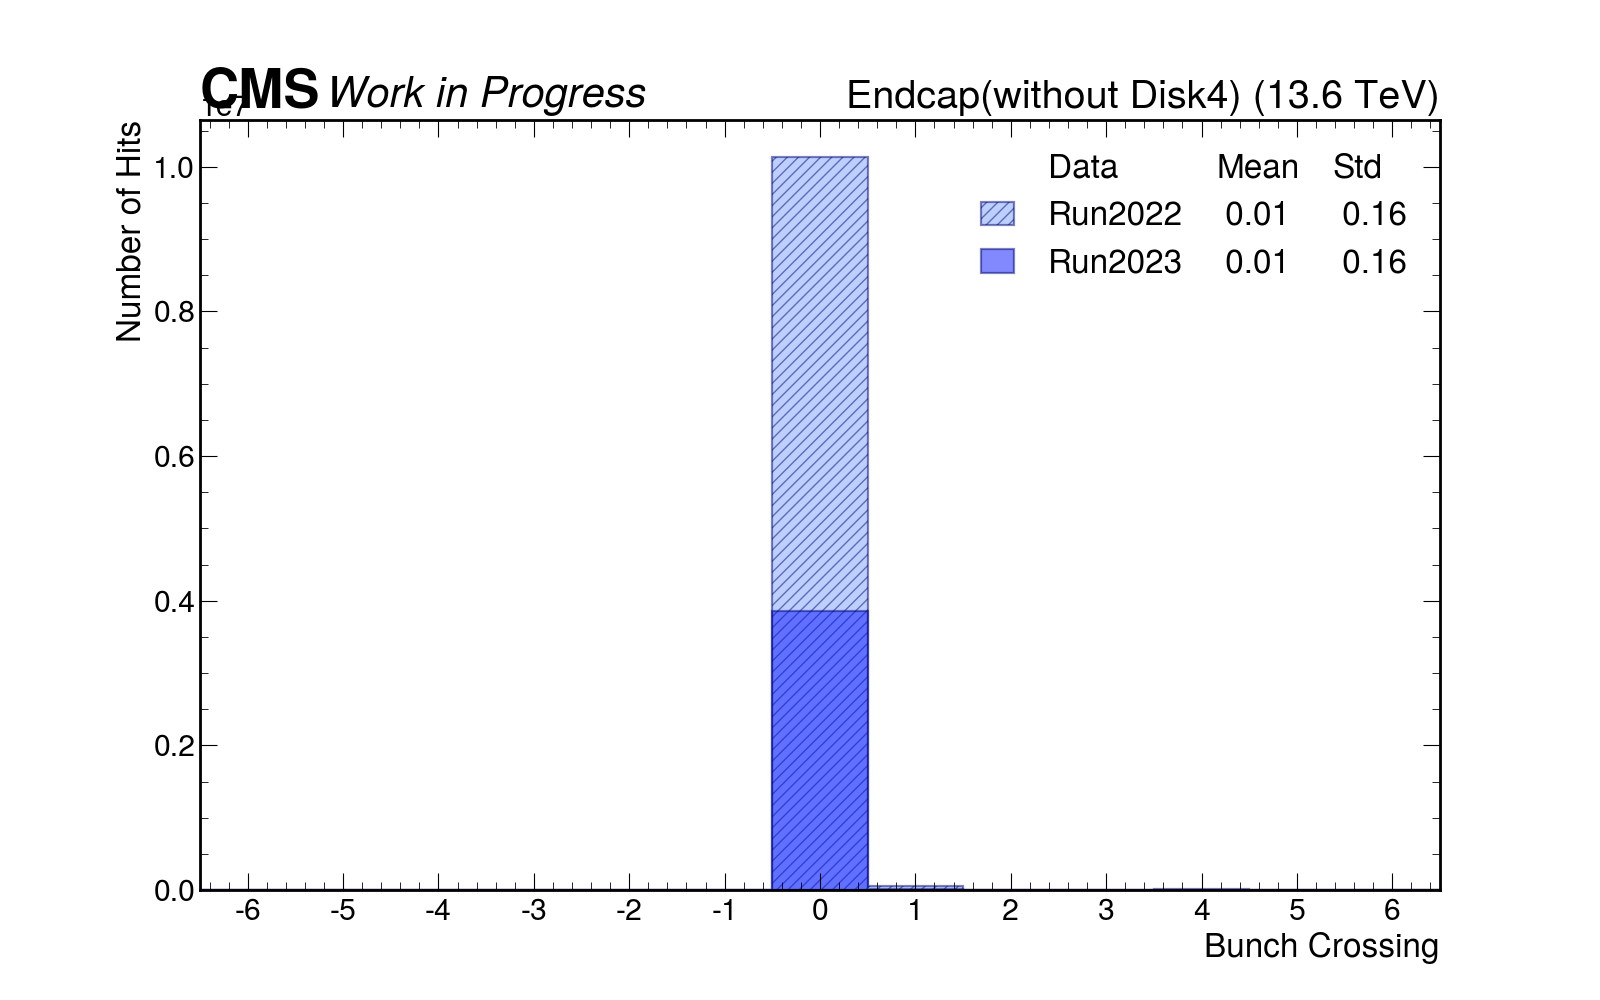 CMS Work in Progress
Endcap(without Disk4) (13.6 TeV)
1e7
Number of Hits
1.0
0.8
0.6
0.4
0.2
0.0
Data Mean Std
Run2022 0.01 0.16
Run2023 0.01 0.16
-6 -5 -4 -3 -2 -1 0 1 2 3 4 5 6
Bunch Crossing